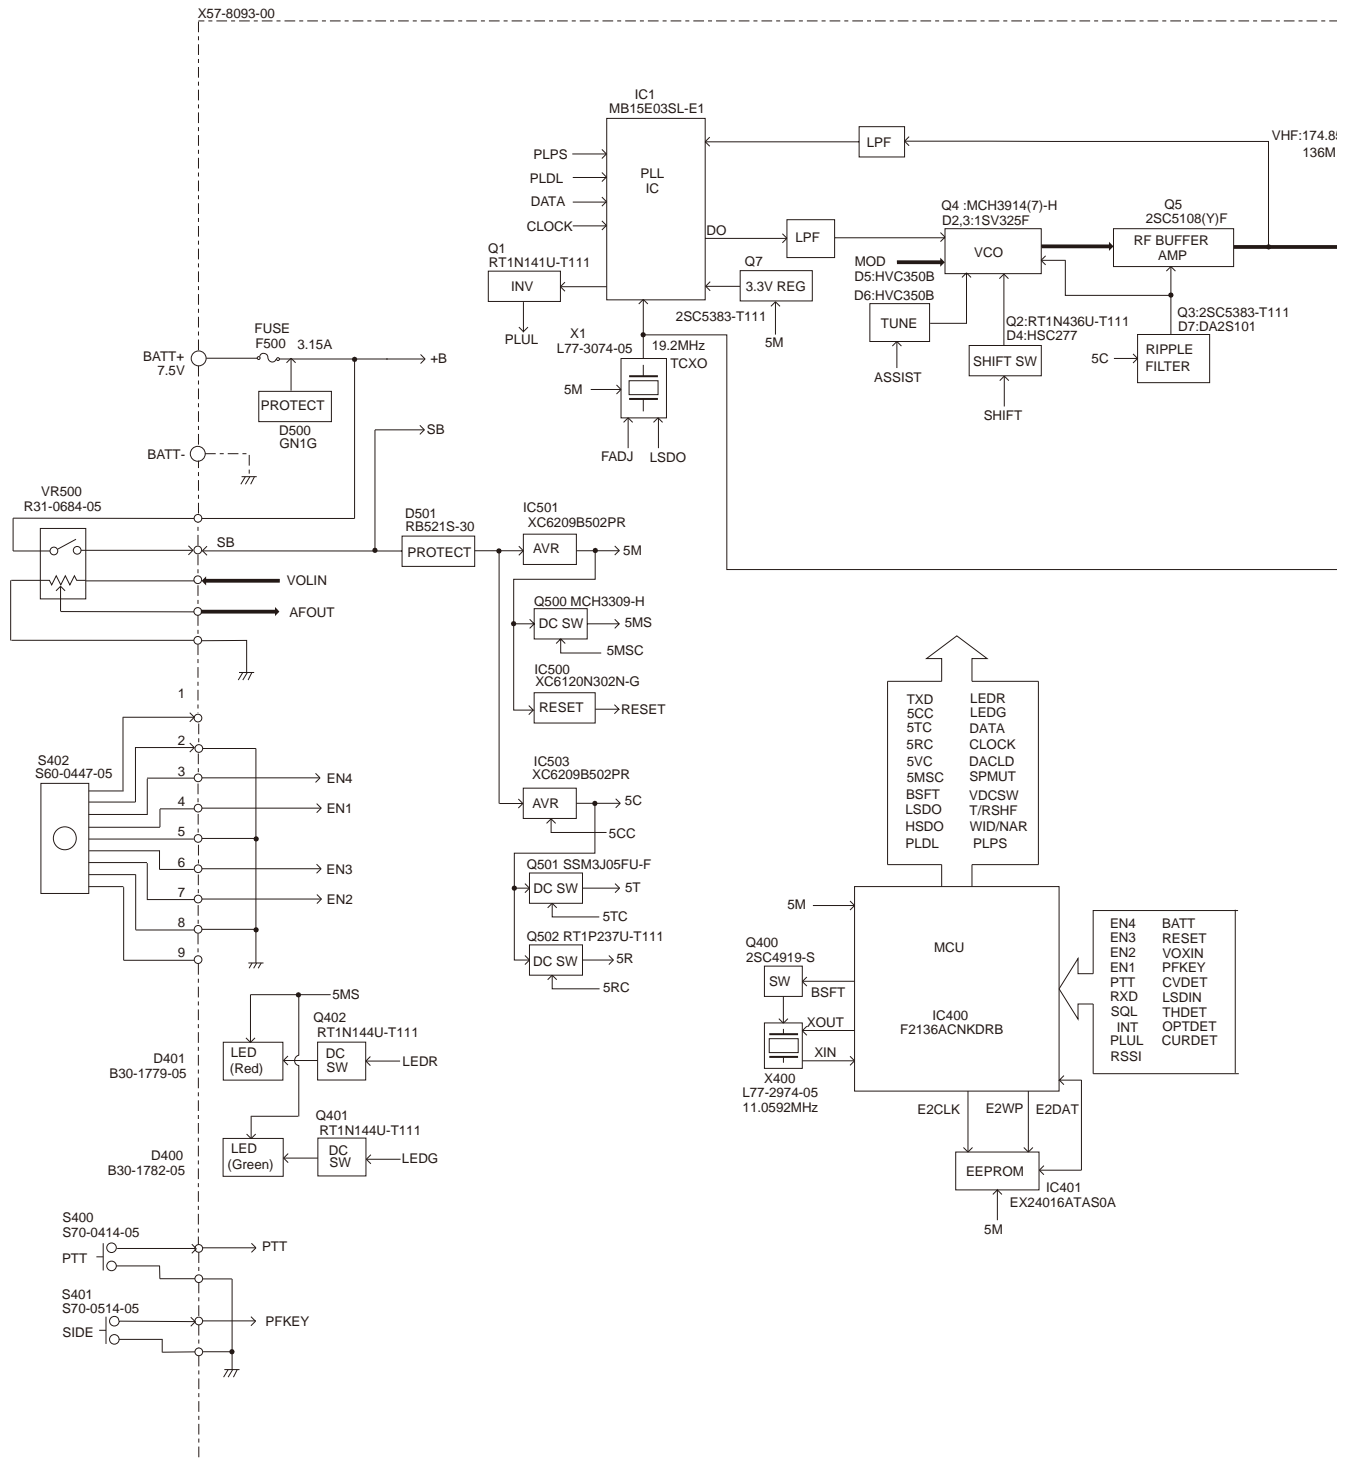 X57-8093-00
IC1
MB15E03SL-E1
PLPS
PLDL
DATA
CLOCK
PLL
IC
LPF
VHF:174.8
136M
Q1
RT1N141U-T111
INV
PLUL
DO
LPF
Q7
3.3V REG
2SC5383-T111
5M
Q4 :MCH3914(7)-H
D2,3:1SV325F
VCO
MOD
D5:HVC350B
D6:HVC350B
TUNE
ASSIST
Q5
2SC5108(Y)F
RF BUFFER
AMP
Q2:RT1N436U-T111
D4:HSC277
SHIFT SW
SHIFT
Q3:2SC5383-T111
D7:DA2S101
5C
RIPPLE
FILTER
X1
L77-3074-05
19.2MHz
TCXO
5M
FADJ
LSDO
FUSE
F500
3.15A
BATT+
7.5V
+B
PROTECT
D500
GN1G
SB
BATT-
VR500
R31-0684-05
SB
VOLIN
AFOUT
D501
RB521S-30
PROTECT
IC501
XC6209B502PR
AVR
5M
Q500 MCH3309-H
DC SW
5MS
5MSC
IC500
XC6120N302N-G
RESET
RESET
IC503
XC6209B502PR
AVR
5C
5CC
Q501 SSM3J05FU-F
DC SW
5T
5TC
Q502 RT1P237U-T111
DC SW
5R
5RC
S402
S60-0447-05
1
2
3
4
5
6
7
8
9
EN4
EN1
EN3
EN2
5MS
Q402
RT1N144U-T111
D401
B30-1779-05
LED
(Red)
DC
SW
LEDR
Q401
RT1N144U-T111
D400
B30-1782-05
LED
(Green)
DC
SW
LEDG
S400
S70-0414-05
PTT
PTT
S401
S70-0514-05
SIDE
PFKEY
TXD LEDR
5CC LEDG
5TC DATA
5RC CLOCK
5VC DACLD
5MSC SPMUT
BSFT VDCSW
LSDO T/RSHF
HSDO WID/NAR
PLDL PLPS
5M
MCU
IC400
F2136ACNKDRB
Q400
2SC4919-S
SW
BSFT
XOUT
XIN
X400
L77-2974-05
11.0592MHz
EN4 BATT
EN3 RESET
EN2 VOXIN
EN1 PFKEY
PTT CVDET
RXD LSDIN
SQL THDET
INT OPTDET
PLUL CURDET
RSSI
E2CLK
E2WP
E2DAT
EEPROM
IC401
EX24016ATAS0A
5M